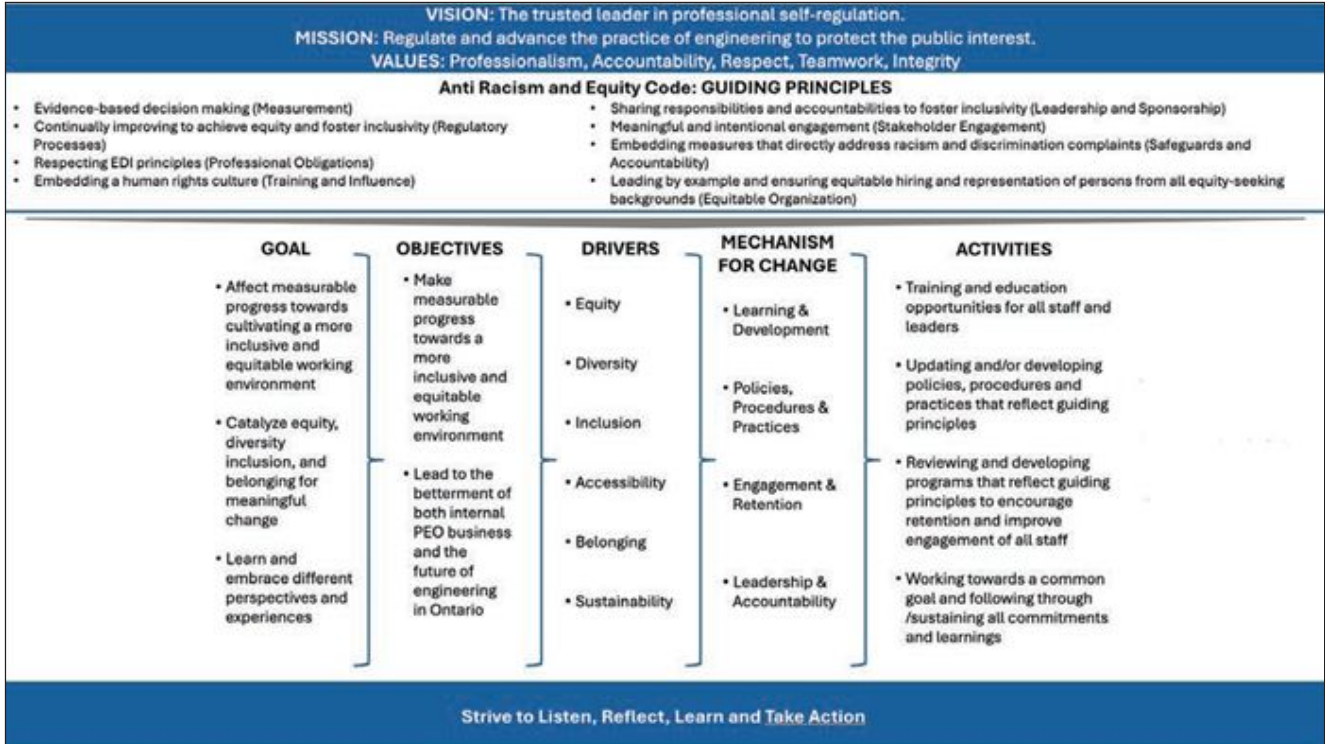 VISION: The trusted leader in professional self-regulation.
MISSION: Regulate and advance the practice of engineering to protect the public interest.
VALUES: Professionalism, Accountability, Respect, Teamwork, Integrity
Anti Racism and Equity Code: GUIDING PRINCIPLES
• Evidence-based decision making (Measurement)
• Continually improving to achieve equity and foster inclusivity (Regulatory
Processes)
• Respecting EDI principles (Professional Obligations)
• Embedding a human rights culture (Training and Influence)
• Sharing responsibilities and accountabilities to foster inclusivity (Leadership and Sponsorship)
• Meaningful and intentional engagement (Stakeholder Engagement)
• Embedding measures that directly address racism and discrimination complaints (Safeguards and
Accountability)
• Leading by example and ensuring equitable hiring and representation of persons from all equity-seeking
backgrounds (Equitable Organization)
GOAL
• Affect measurable
progress towards
cultivating a more
inclusive and
equitable working
environment
• Catalyze equity,
diversity
inclusion, and
belonging for
meaningful
change
• Learn and
embrace different
perspectives and
experiences
OBJECTIVES
• Make
measurable
progress
towards a
more
inclusive and
equitable
working
environment
• Lead to the
betterment of
both internal
PEO business
and the
future of
engineering
in Ontario
DRIVERS
• Equity
• Diversity
• Inclusion
• Accessibility
• Belonging
• Sustainability
MECHANISM
FOR CHANGE
• Learning &
Development
• Policies,
Procedures &
Practices
• Engagement &
Retention
• Leadership &
Accountability
ACTIVITIES
• Training and education
opportunities for all staff and
leaders
• Updating and/or developing
policies, procedures and
practices that reflect guiding
principles
• Reviewing and developing
programs that reflect guiding
principles to encourage
retention and improve
engagement of all staff
• Working towards a common
goal and following through
/sustaining all commitments
and learnings
Strive to Listen, Reflect, Learn and Take Action